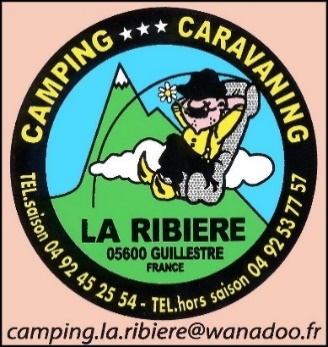 CAMPING *** CARAVANING
LA RIBIERE
05600 GUILLESTRE
FRANCE
TEL.saison 04 92 45 25 54 - TEL.hors saison 04 92 53 77 57
camping.la.ribiere@wanadoo.fr